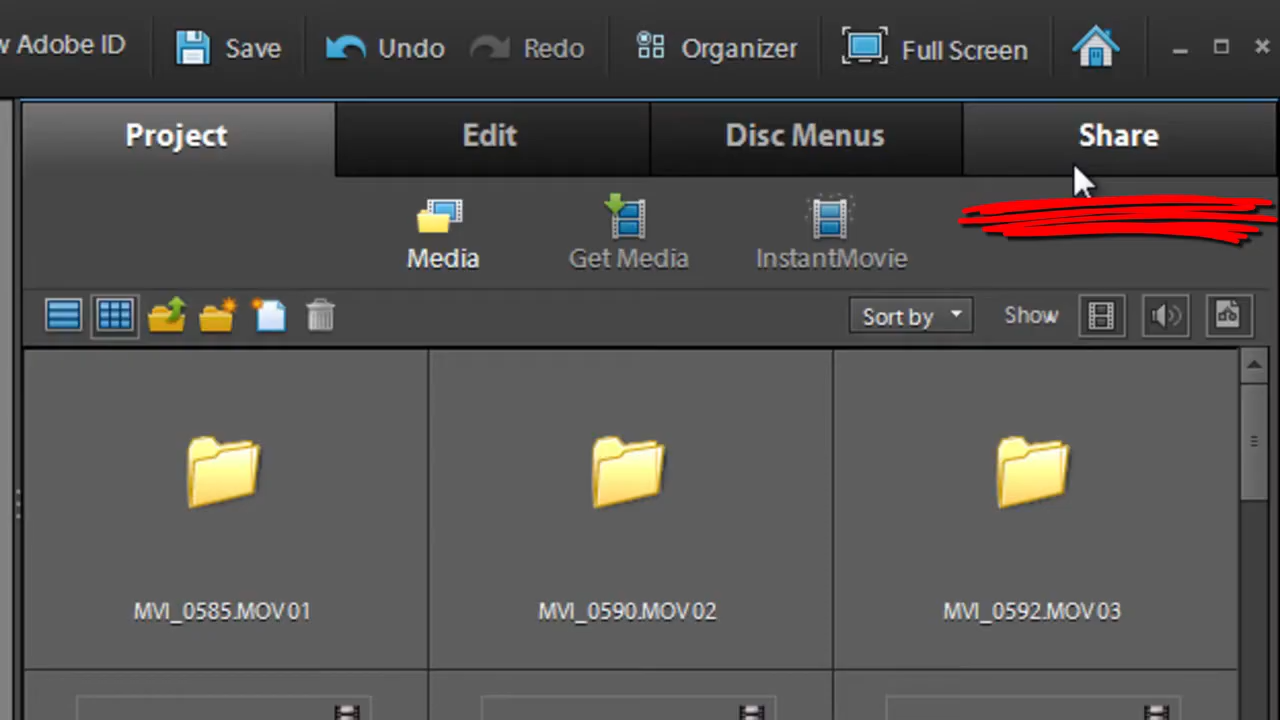 w Adobe ID Save Undo Redo Organizer Full Screen
Project Edit Disc Menus Share
Media Get Media InstantMovie
Sort by Show
MVI_0585.MOV 01 MVI_0590.MOV 02 MVI_0592.MOV 03